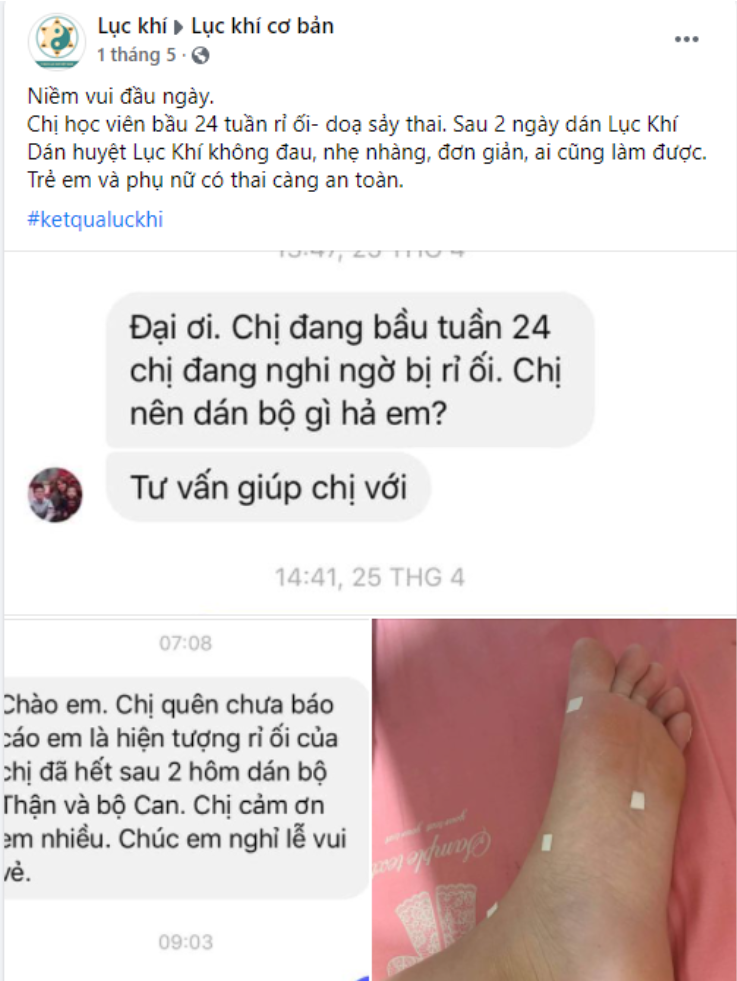 Lục khí ▸ Lục khí cơ bản
1 tháng 5 ·
Niềm vui đầu ngày.
Chị học viên bầu 24 tuần rỉ ối- doạ sảy thai. Sau 2 ngày dán Lục Khí
Dán huyệt Lục Khí không đau, nhẹ nhàng, đơn giản, ai cũng làm được.
Trẻ em và phụ nữ có thai càng an toàn.
#ketqualuckhi
13:47, 25 THG 4
Đại ơi. Chị đang bầu tuần 24
chị đang nghi ngờ bị rỉ ối. Chị
nên dán bộ gì hả em?
Tư vấn giúp chị với
14:41, 25 THG 4
07:08
Chào em. Chị quên chưa báo
cáo em là hiện tượng rỉ ối của
chị đã hết sau 2 hôm dán bộ
Thận và bộ Can. Chị cảm ơn
em nhiều. Chúc em nghỉ lễ vui
vẻ.
09:03
Sample text